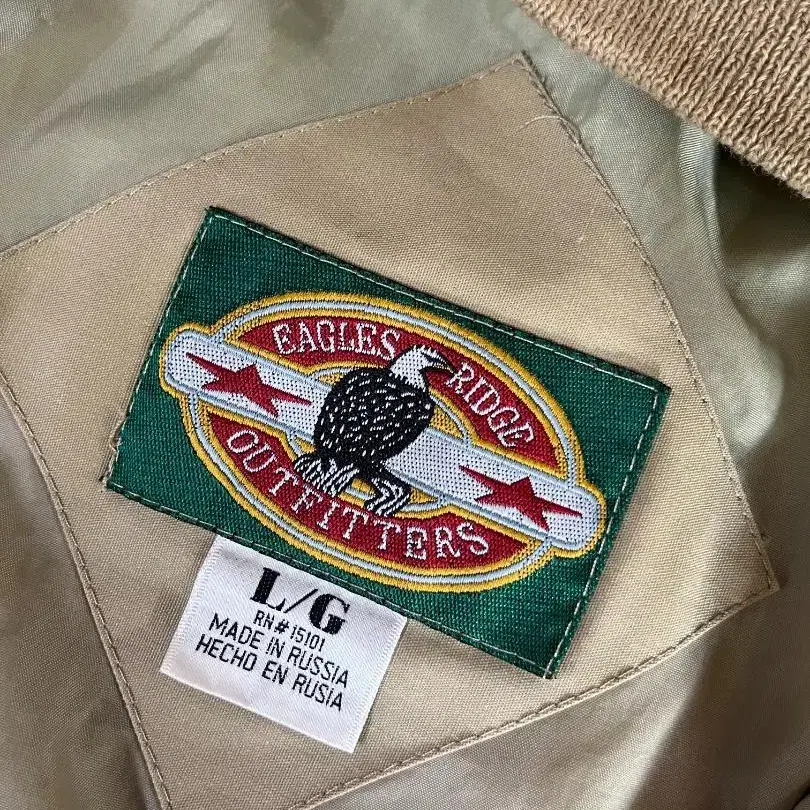 EAGLES RIDGE
OUTFITTERS
L/G
RN# 15101
MADE IN RUSSIA
HECHO EN RUSIA